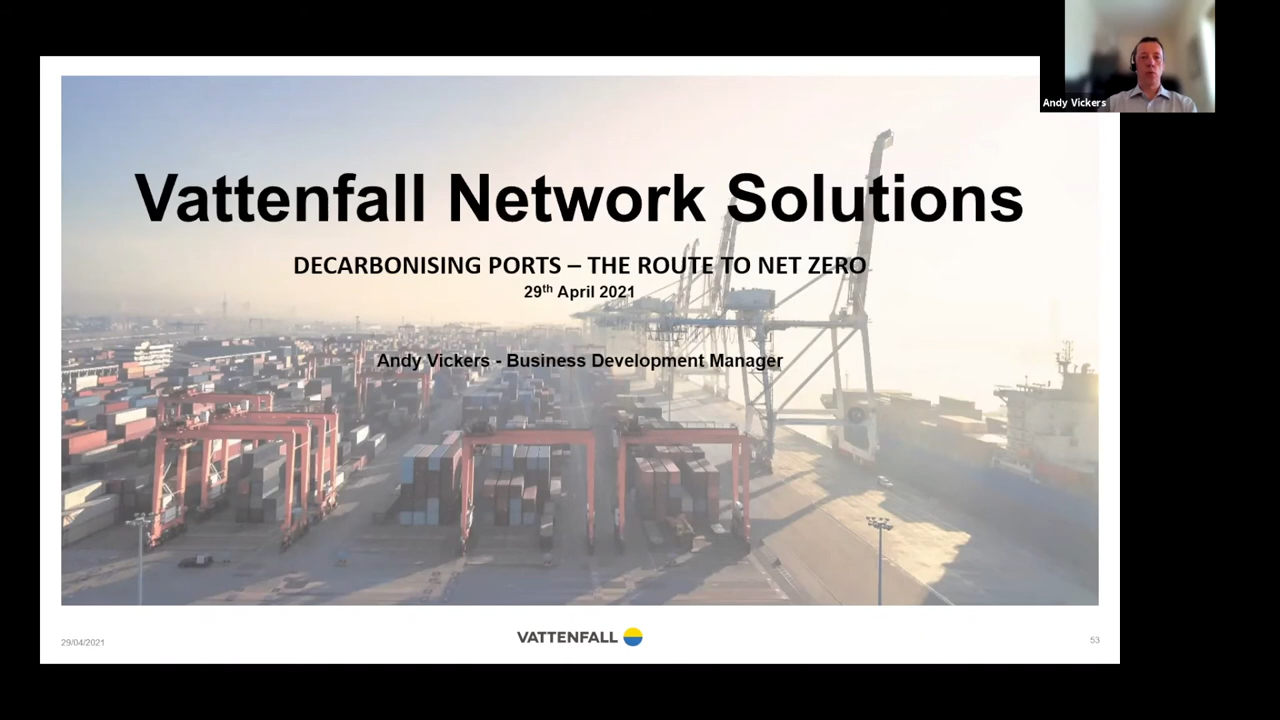 Andy Vickers
Vattenfall Network Solutions
DECARBONISING PORTS – THE ROUTE TO NET ZERO
29th April 2021
Andy Vickers - Business Development Manager
29/04/2021
VATTENFALL
53